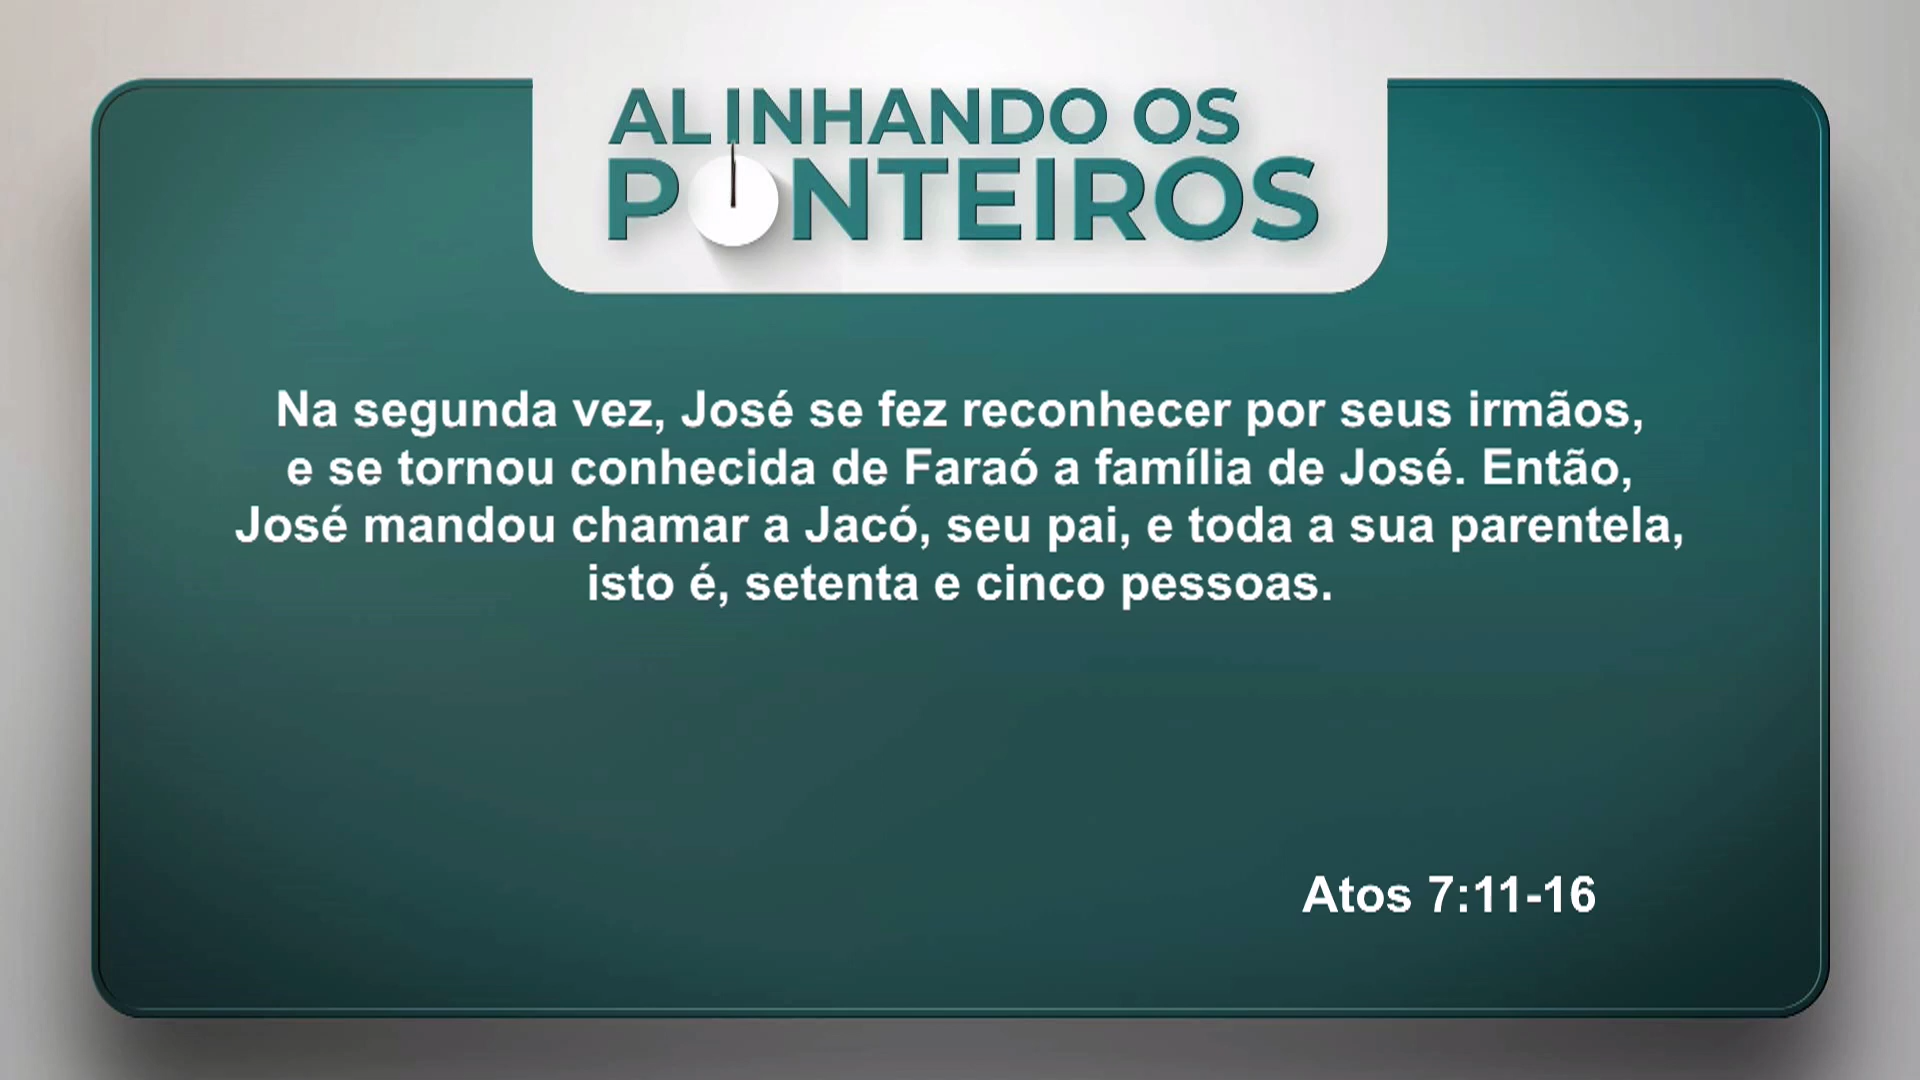 ALINHANDO OS
PONTEIROS
Na segunda vez, José se fez reconhecer por seus irmãos,
e se tornou conhecida de Faraó a família de José. Então,
José mandou chamar a Jacó, seu pai, e toda a sua parentela,
isto é, setenta e cinco pessoas.
Atos 7:11-16